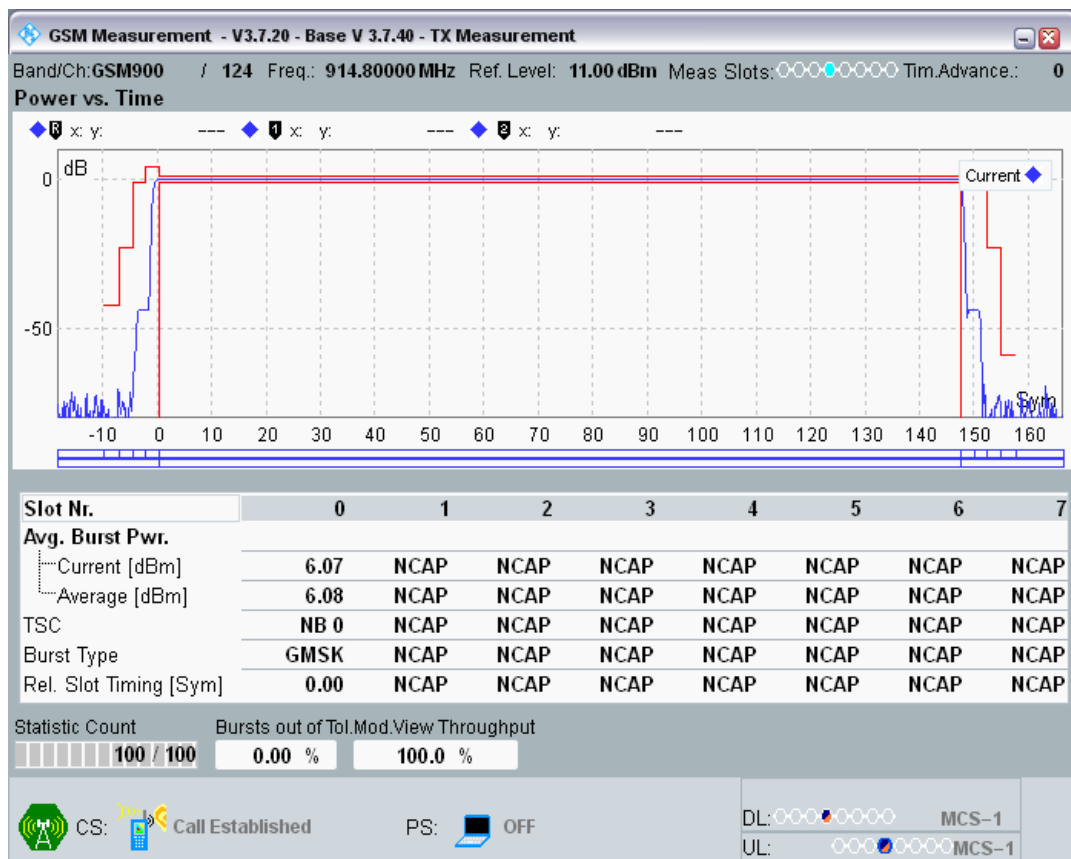 GSM Measurement - V3.7.20 - Base V 3.7.40 - TX Measurement
Band/Ch:GSM900 / 124 Freq.: 914.80000 MHz Ref. Level: 11.00 dBm Meas Slots: Tim.Advance.: 0
Power vs. Time
R x: y: --- 1 x: y: --- 2 x: y: ---
dB
Current
0
-50
Sym
-10 0 10 20 30 40 50 60 70 80 90 100 110 120 130 140 150 160
Slot Nr. 0 1 2 3 4 5 6 7
Avg. Burst Pwr.
Current [dBm] 6.07 NCAP NCAP NCAP NCAP NCAP NCAP NCAP
Average [dBm] 6.08 NCAP NCAP NCAP NCAP NCAP NCAP NCAP
TSC NB 0 NCAP NCAP NCAP NCAP NCAP NCAP NCAP
Burst Type GMSK NCAP NCAP NCAP NCAP NCAP NCAP NCAP
Rel. Slot Timing [Sym] 0.00 NCAP NCAP NCAP NCAP NCAP NCAP NCAP
Statistic Count Bursts out of Tol.Mod.View Throughput
100 / 100 0.00 % 100.0 %
CS: Call Established PS: OFF
DL: MCS-1
UL: MCS-1